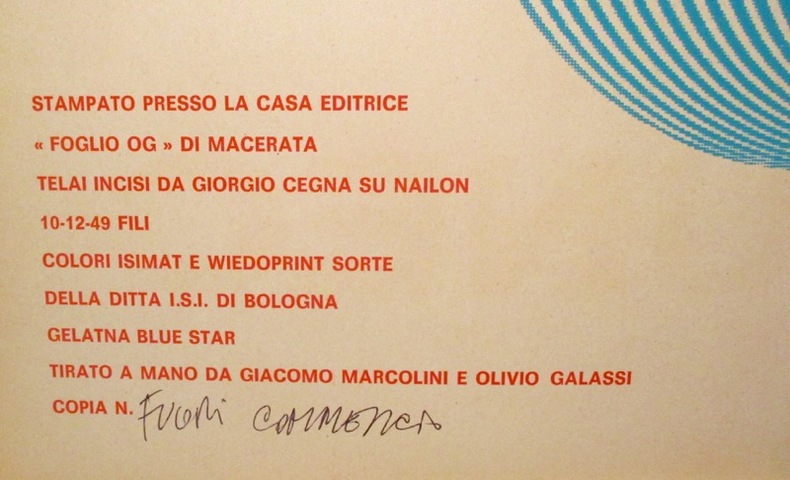 STAMPATO PRESSO LA CASA EDITRICE
« FOGLIO OG » DI MACERATA
TELAI INCISI DA GIORGIO CEGNA SU NAILON
10-12-49 FILI
COLORI ISIMAT E WIEDOPRINT SORTE
DELLA DITTA I.S.I. DI BOLOGNA
GELATNA BLUE STAR
TIRATO A MANO DA GIACOMO MARCOLINI E OLIVIO GALASSI
COPIA N. Fuori